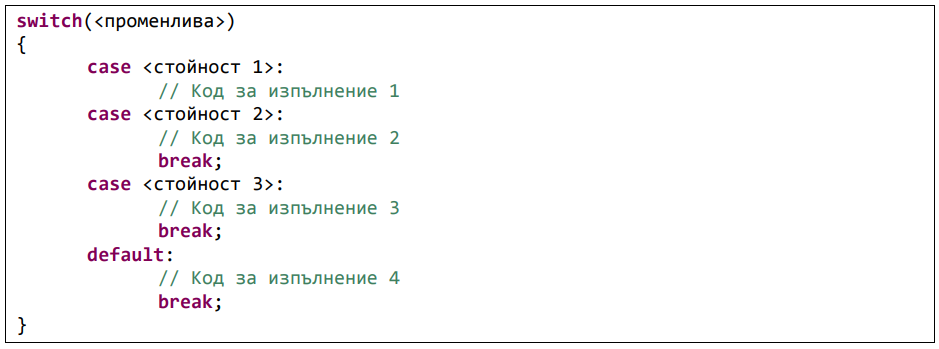 switch(<променлива>)
{
case <стойност 1>:
// Код за изпълнение 1
case <стойност 2>:
// Код за изпълнение 2
break;
case <стойност 3>:
// Код за изпълнение 3
break;
default:
// Код за изпълнение 4
break;
}